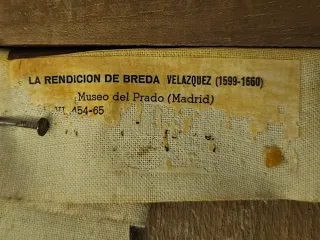 LA RENDICION DE BREDA VELAZQUEZ (1599-1660)
Museo del Prado (Madrid)
454-65